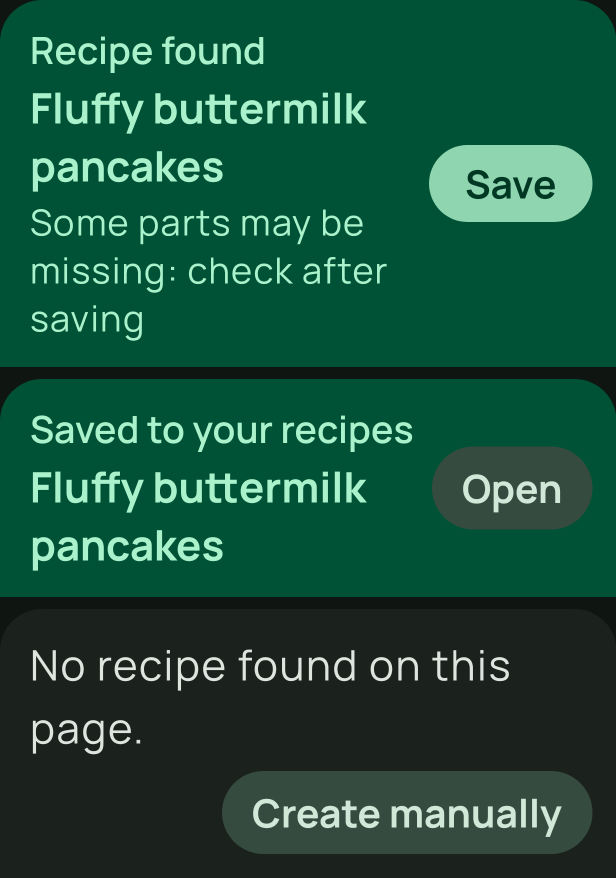 Recipe found
Fluffy buttermilk
pancakes
Some parts may be
missing: check after
saving
Save
Saved to your recipes
Fluffy buttermilk
pancakes
Open
No recipe found on this
page.
Create manually